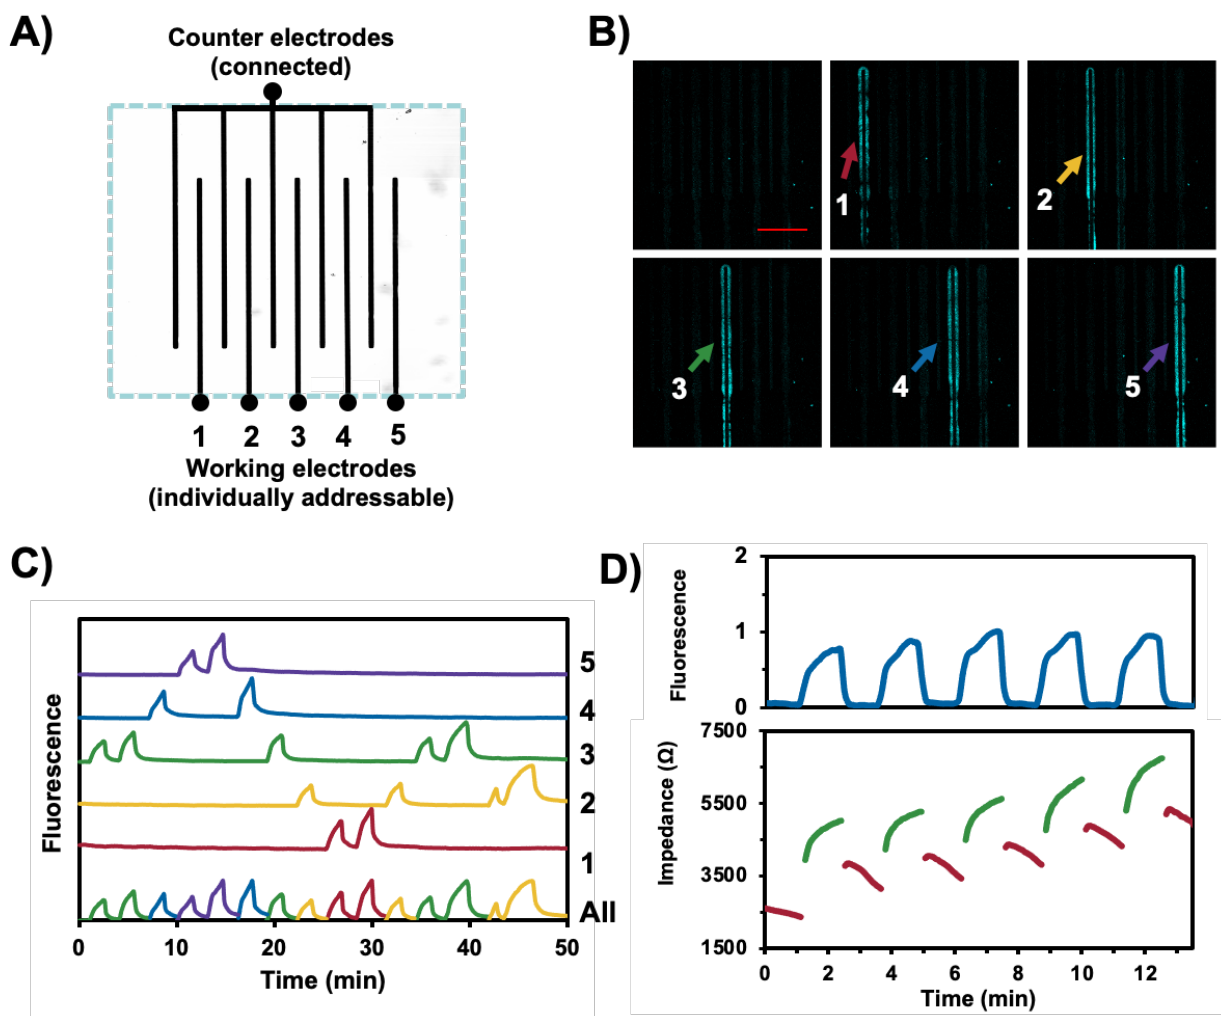 A)
Counter electrodes
(connected)
1 2 3 4 5
Working electrodes
(individually addressable)
B)
1
2
3
4
5
C)
Fluorescence
5
4
3
2
1
All
0 10 20 30 40 50
Time (min)
D)
Fluorescence
2
1
0
Impedance (Ω)
7500
5500
3500
1500
0 2 4 6 8 10 12
Time (min)